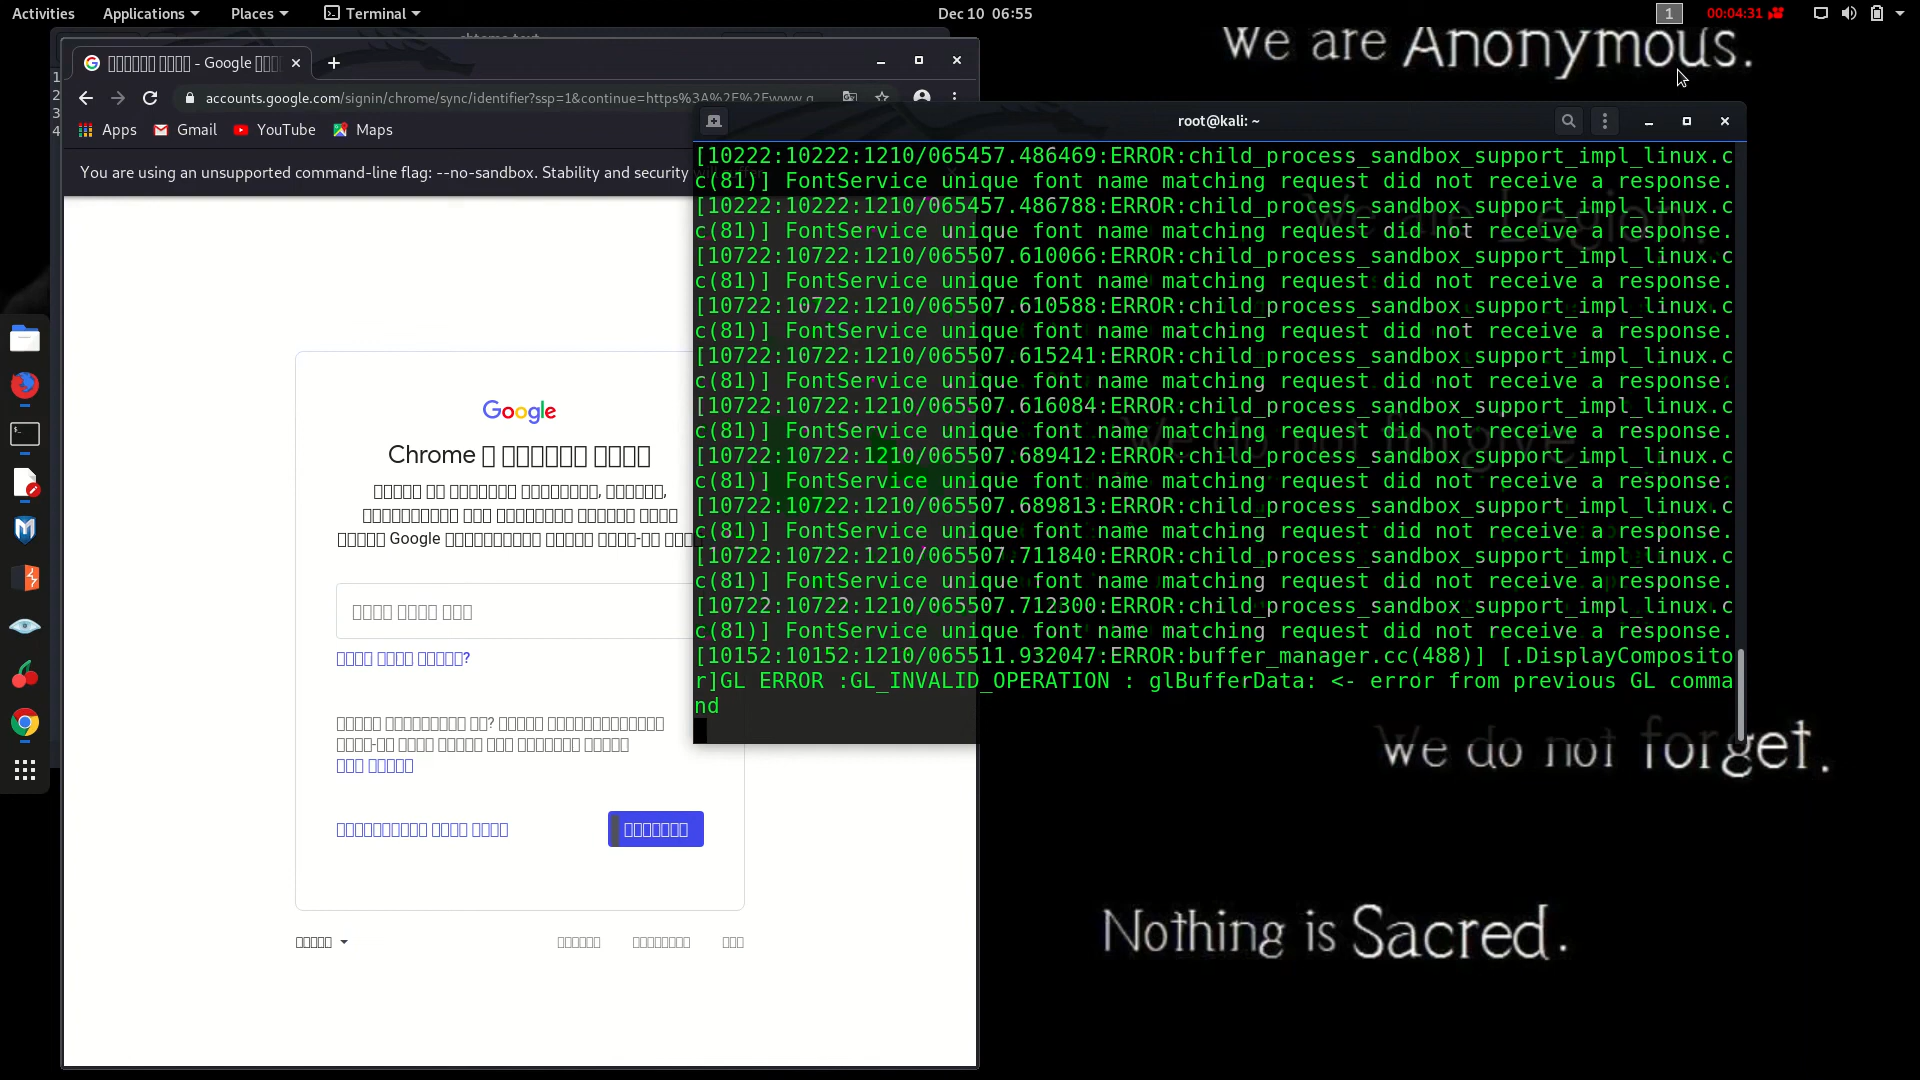 Activities Applications Places Terminal Dec 10 06:55 1 00:04:31
We are Anonymous.
- Google
accounts.google.com/signin/chrome/sync/identifier?ssp=1&continue=https%3A%2F%2Fwww.g
Apps Gmail YouTube Maps
You are using an unsupported command-line flag: --no-sandbox. Stability and security
1
2
3
4
Google
Chrome
Google
?
?
root@kali: ~
[10222:10222:1210/065457.486469:ERROR:child_process_sandbox_support_impl_linux.c
c(81)] FontService unique font name matching request did not receive a response.
[10222:10222:1210/065457.486788:ERROR:child_process_sandbox_support_impl_linux.c
c(81)] FontService unique font name matching request did not receive a response.
[10722:10722:1210/065507.610066:ERROR:child_process_sandbox_support_impl_linux.c
c(81)] FontService unique font name matching request did not receive a response.
[10722:10722:1210/065507.610588:ERROR:child_process_sandbox_support_impl_linux.c
c(81)] FontService unique font name matching request did not receive a response.
[10722:10722:1210/065507.615241:ERROR:child_process_sandbox_support_impl_linux.c
c(81)] FontService unique font name matching request did not receive a response.
[10722:10722:1210/065507.616084:ERROR:child_process_sandbox_support_impl_linux.c
c(81)] FontService unique font name matching request did not receive a response.
[10722:10722:1210/065507.689412:ERROR:child_process_sandbox_support_impl_linux.c
c(81)] FontService unique font name matching request did not receive a response.
[10722:10722:1210/065507.689813:ERROR:child_process_sandbox_support_impl_linux.c
c(81)] FontService unique font name matching request did not receive a response.
[10722:10722:1210/065507.711840:ERROR:child_process_sandbox_support_impl_linux.c
c(81)] FontService unique font name matching request did not receive a response.
[10722:10722:1210/065507.712300:ERROR:child_process_sandbox_support_impl_linux.c
c(81)] FontService unique font name matching request did not receive a response.
[10152:10152:1210/065511.932047:ERROR:buffer_manager.cc(488)] [.DisplayComposito
r]GL ERROR :GL_INVALID_OPERATION : glBufferData: <- error from previous GL comma
nd
We are Legion.
We do not forgive
We do not forget.
Nothing is Sacred.